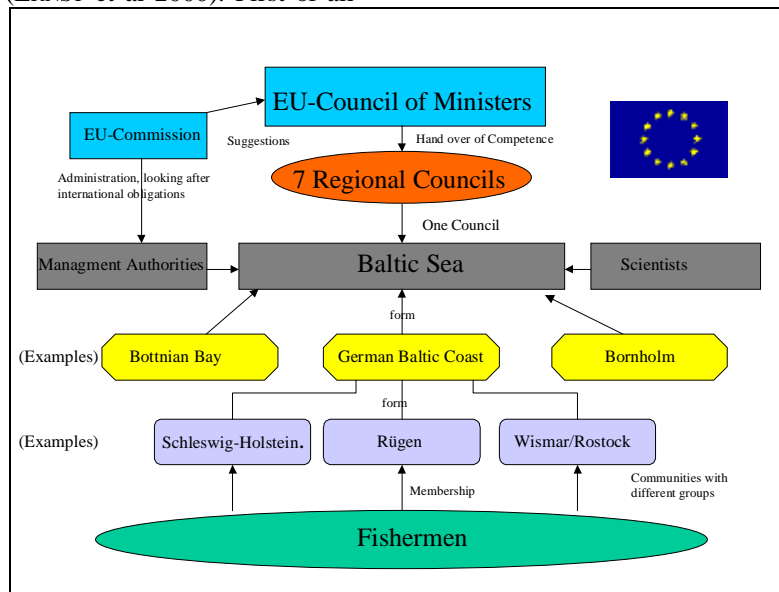 (ERNST et al 2000). First of all
EU-Council of Ministers
EU-Commission
Suggestions
Hand over of Competence
Administration, looking after
international obligations
7 Regional Councils
One Council
Managment Authorities
Baltic Sea
Scientists
form
(Examples)
Bottnian Bay
German Baltic Coast
Bornholm
form
(Examples)
Schleswig-Holstein.
Rügen
Wismar/Rostock
Membership
Communities with
different groups
Fishermen